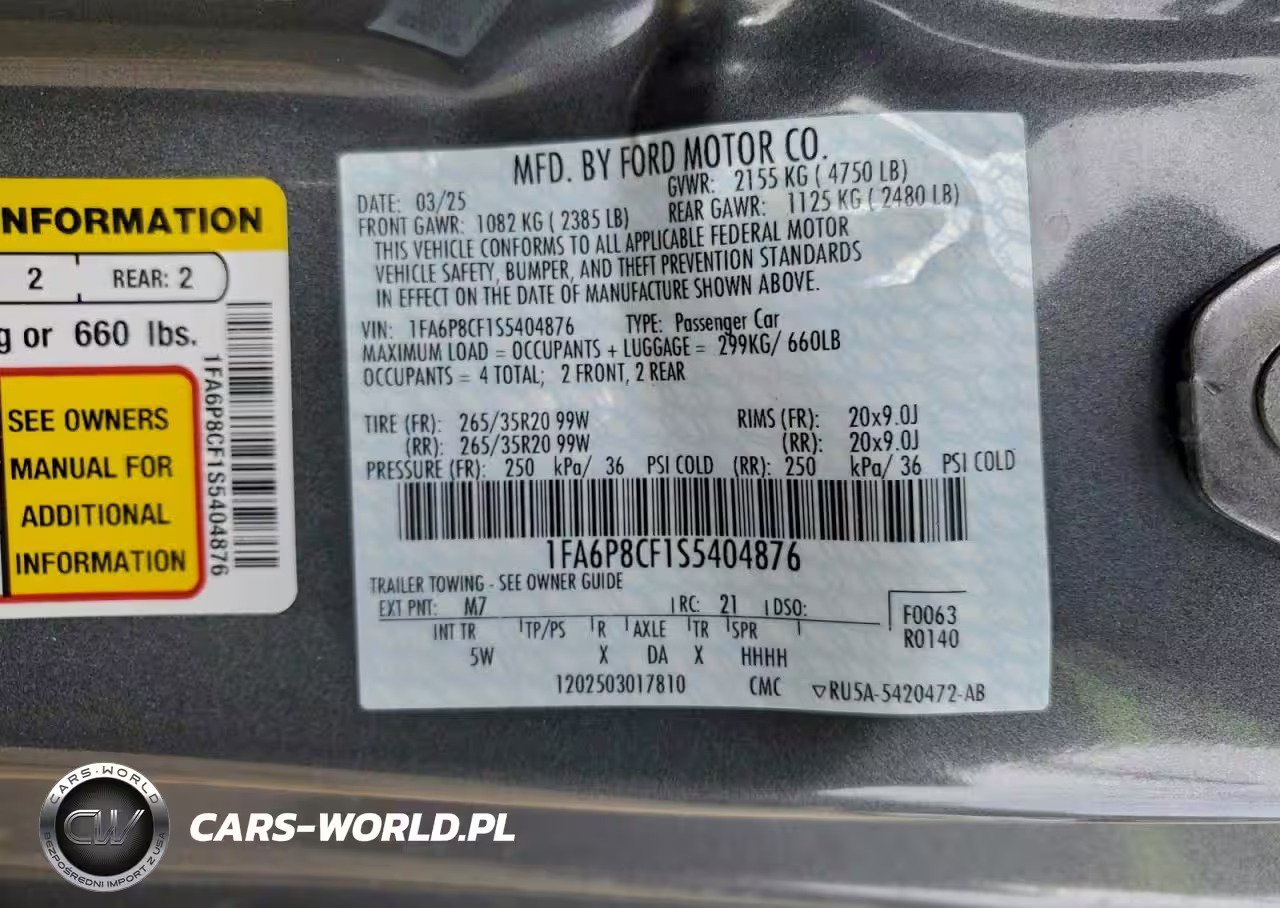 NFORMATION
2 REAR: 2
g or 660 lbs.
SEE OWNERS
MANUAL FOR
ADDITIONAL
INFORMATION
1FA6P8CF1S5404876
MFD. BY FORD MOTOR CO.
DATE: 03/25 GVWR: 2155 KG ( 4750 LB)
FRONT GAWR: 1082 KG ( 2385 LB) REAR GAWR: 1125 KG ( 2480 LB)
THIS VEHICLE CONFORMS TO ALL APPLICABLE FEDERAL MOTOR
VEHICLE SAFETY, BUMPER, AND THEFT PREVENTION STANDARDS
IN EFFECT ON THE DATE OF MANUFACTURE SHOWN ABOVE.
VIN: 1FA6P8CF1S5404876 TYPE: Passenger Car
MAXIMUM LOAD = OCCUPANTS + LUGGAGE = 299KG/ 660LB
OCCUPANTS = 4 TOTAL; 2 FRONT, 2 REAR
TIRE (FR): 265/35R20 99W RIMS (FR): 20x9.0J
(RR): 265/35R20 99W (RR): 20x9.0J
PRESSURE (FR): 250 kPa/ 36 PSI COLD (RR): 250 kPa/ 36 PSI COLD
1FA6P8CF1S5404876
TRAILER TOWING - SEE OWNER GUIDE
EXT PNT: M7 RC: 21 DSO: F0063
INT TR TP/PS R AXLE TR SPR R0140
5W X DA X HHHH
1202503017810 CMC ▽RU5A-5420472-AB
CARS-WORLD
CW
BEZPOŚREDNI IMPORT Z USA
CARS-WORLD.PL